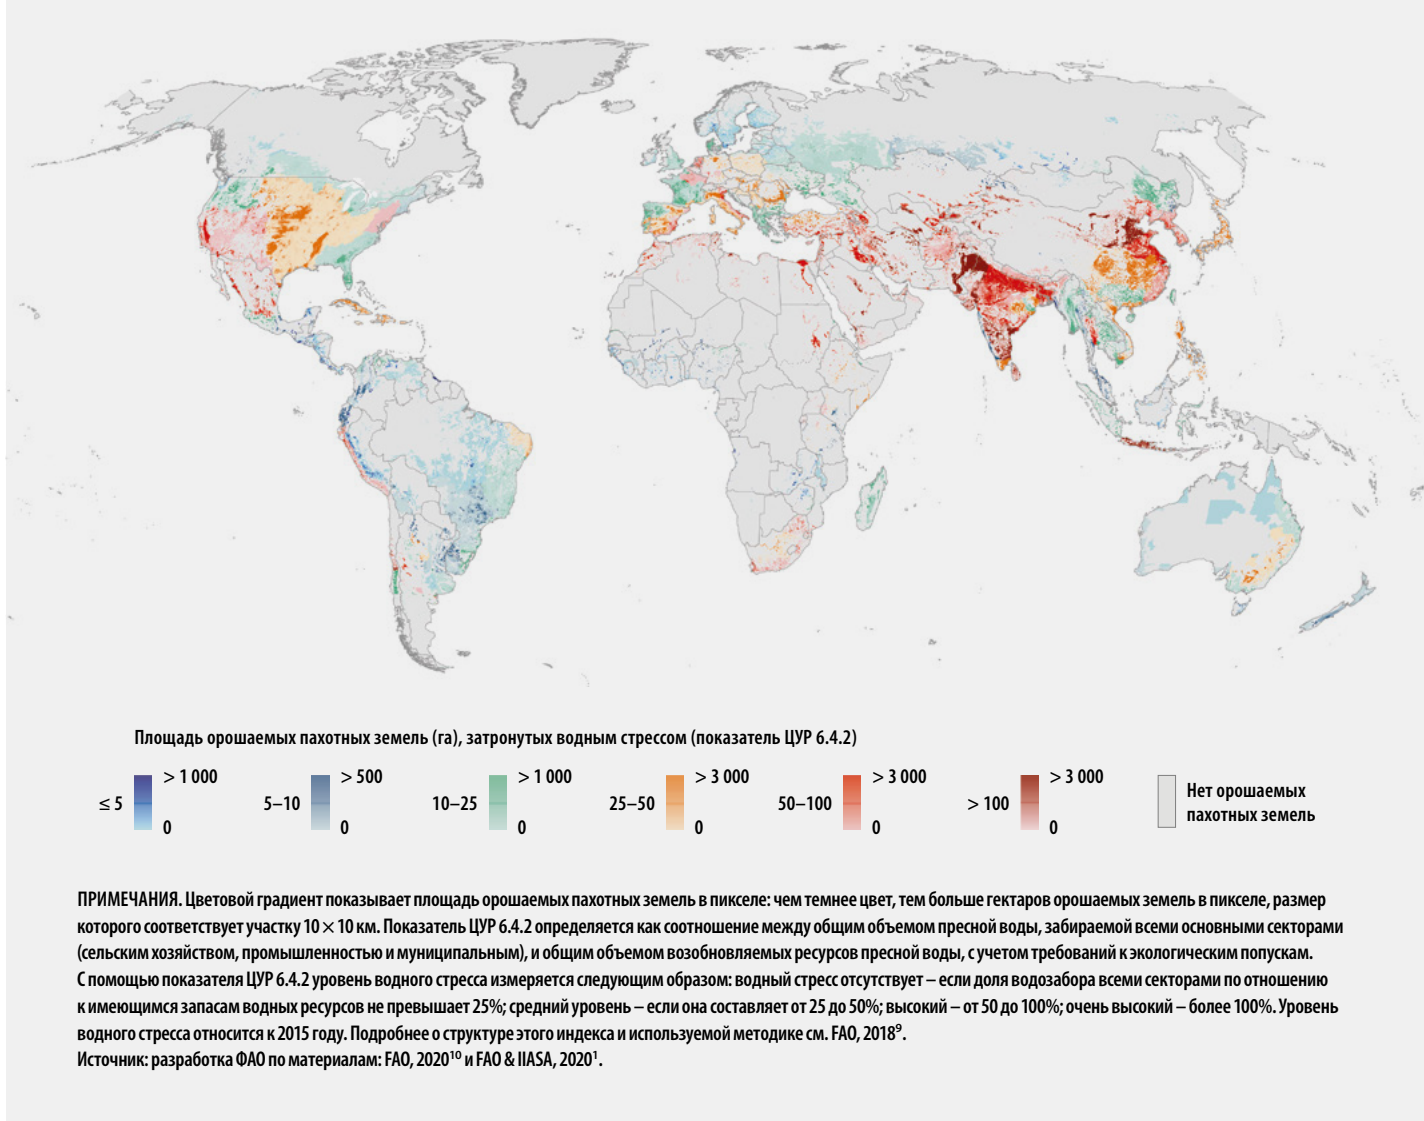 Площадь орошаемых пахотных земель (га), затронутых водным стрессом (показатель ЦУР 6.4.2)
≤ 5 > 1 000 0
5–10 > 500 0
10–25 > 1 000 0
25–50 > 3 000 0
50–100 > 3 000 0
> 100 > 3 000 0
Нет орошаемых
пахотных земель
ПРИМЕЧАНИЯ. Цветовой градиент показывает площадь орошаемых пахотных земель в пикселе: чем темнее цвет, тем больше гектаров орошаемых земель в пикселе, размер
которого соответствует участку 10 × 10 км. Показатель ЦУР 6.4.2 определяется как соотношение между общим объемом пресной воды, забираемой всеми основными секторами
(сельским хозяйством, промышленностью и муниципальным), и общим объемом возобновляемых ресурсов пресной воды, с учетом требований к экологическим попускам.
С помощью показателя ЦУР 6.4.2 уровень водного стресса измеряется следующим образом: водный стресс отсутствует – если доля водозабора всеми секторами по отношению
к имеющимся запасам водных ресурсов не превышает 25%; средний уровень – если она составляет от 25 до 50%; высокий – от 50 до 100%; очень высокий – более 100%. Уровень
водного стресса относится к 2015 году. Подробнее о структуре этого индекса и используемой методике см. FAO, 2018⁹.
Источник: разработка ФАО по материалам: FAO, 2020¹⁰ и FAO & IIASA, 2020¹.